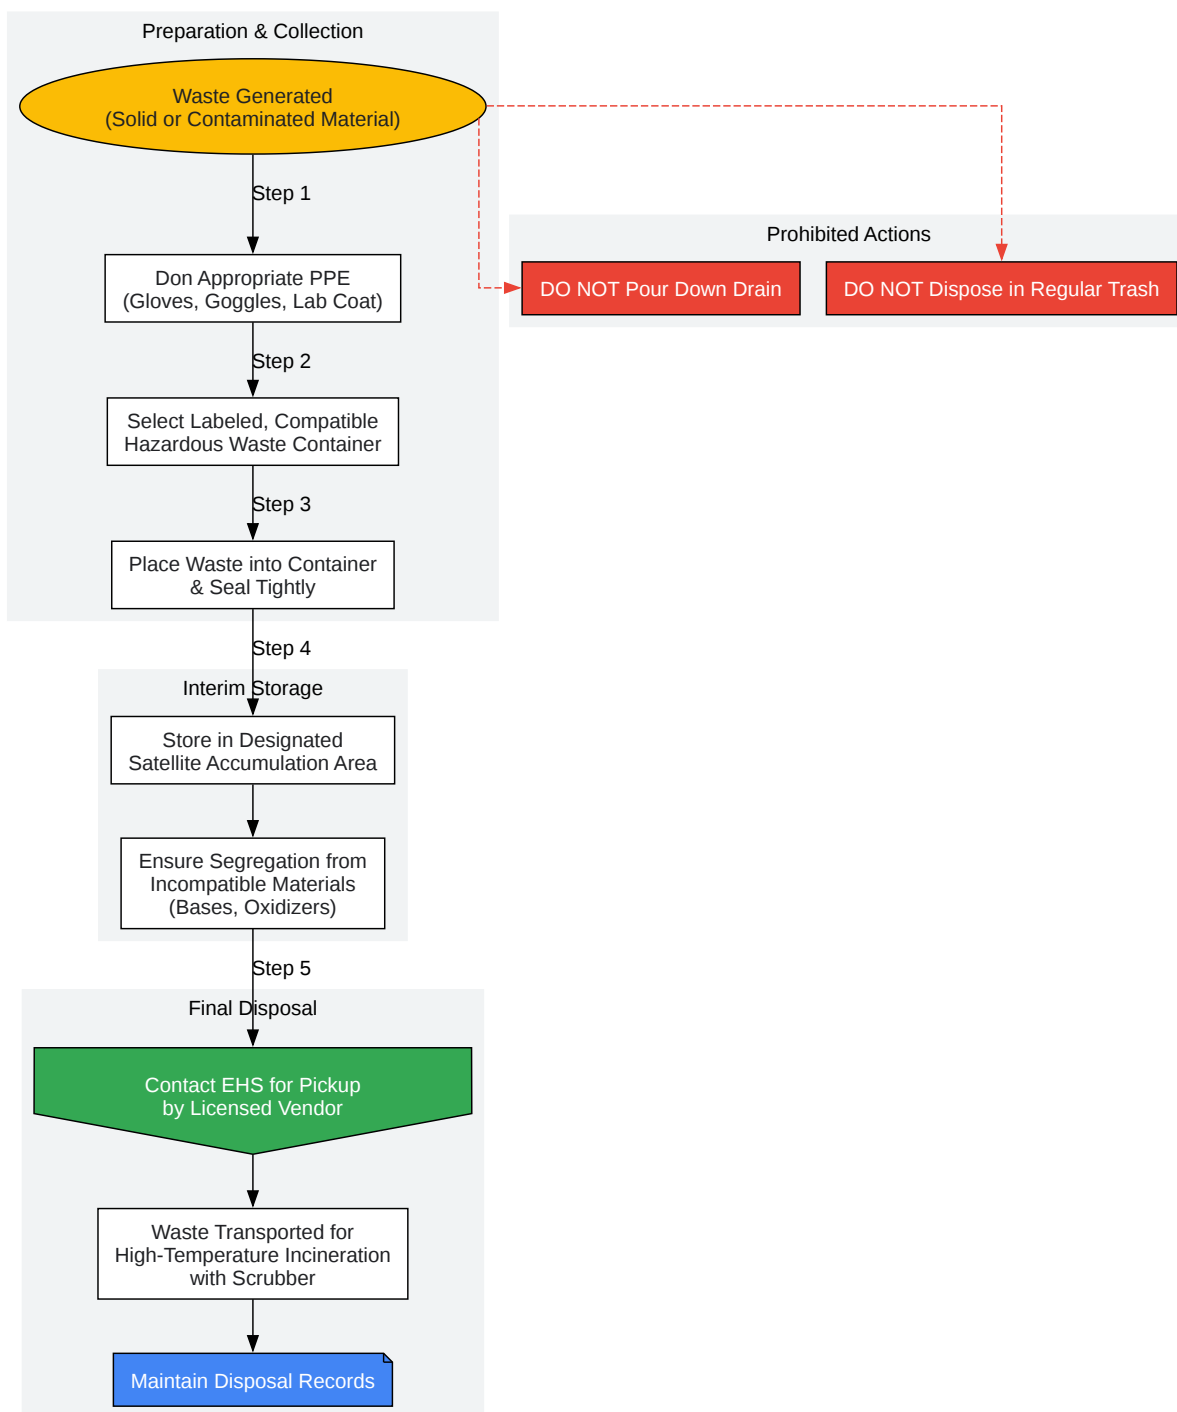 Preparation & Collection
Waste Generated
(Solid or Contaminated Material)
Step 1
Don Appropriate PPE
(Gloves, Goggles, Lab Coat)
Step 2
Select Labeled, Compatible
Hazardous Waste Container
Step 3
Place Waste into Container
& Seal Tightly
Prohibited Actions
DO NOT Pour Down Drain
DO NOT Dispose in Regular Trash
Step 4
Interim Storage
Store in Designated
Satellite Accumulation Area
Ensure Segregation from
Incompatible Materials
(Bases, Oxidizers)
Step 5
Final Disposal
Contact EHS for Pickup
by Licensed Vendor
Waste Transported for
High-Temperature Incineration
with Scrubber
Maintain Disposal Records